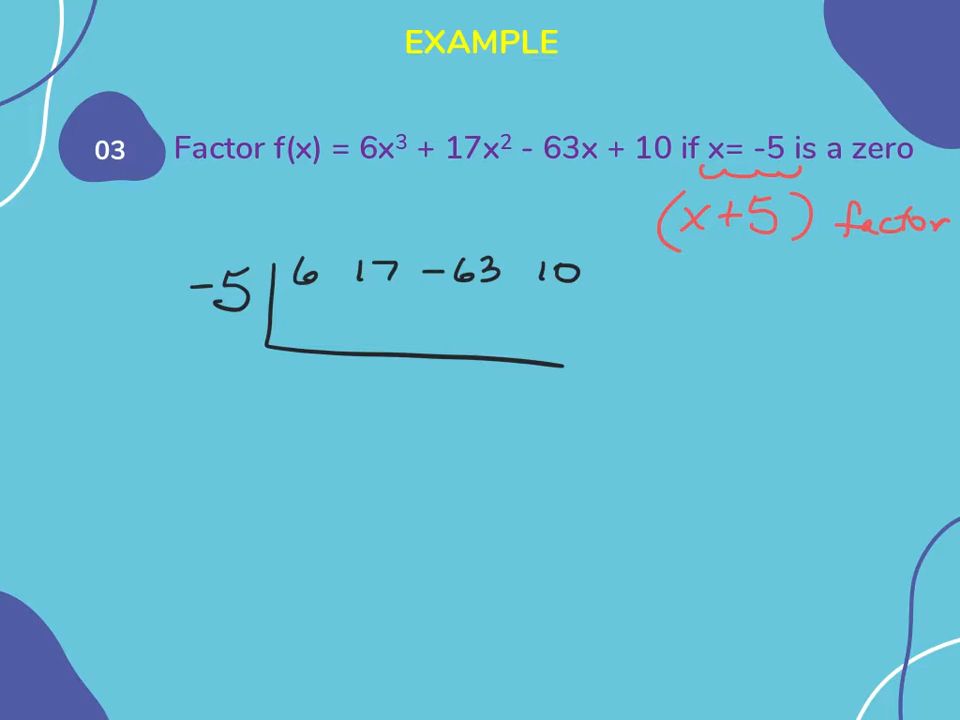 EXAMPLE
03
Factor f(x) = 6x³ + 17x² - 63x + 10 if x= -5 is a zero
(x+5) factor
-5 | 6 17 -63 10